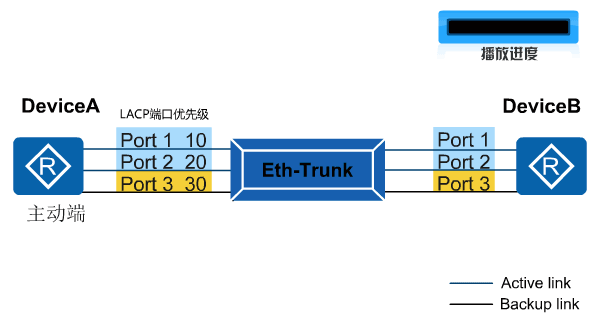 播放进度
DeviceA
LACP端口优先级
DeviceB
Port 1 10
Port 2 20
Port 3 30
R
Eth-Trunk
Port 1
Port 2
Port 3
R
主动端
Active link
Backup link